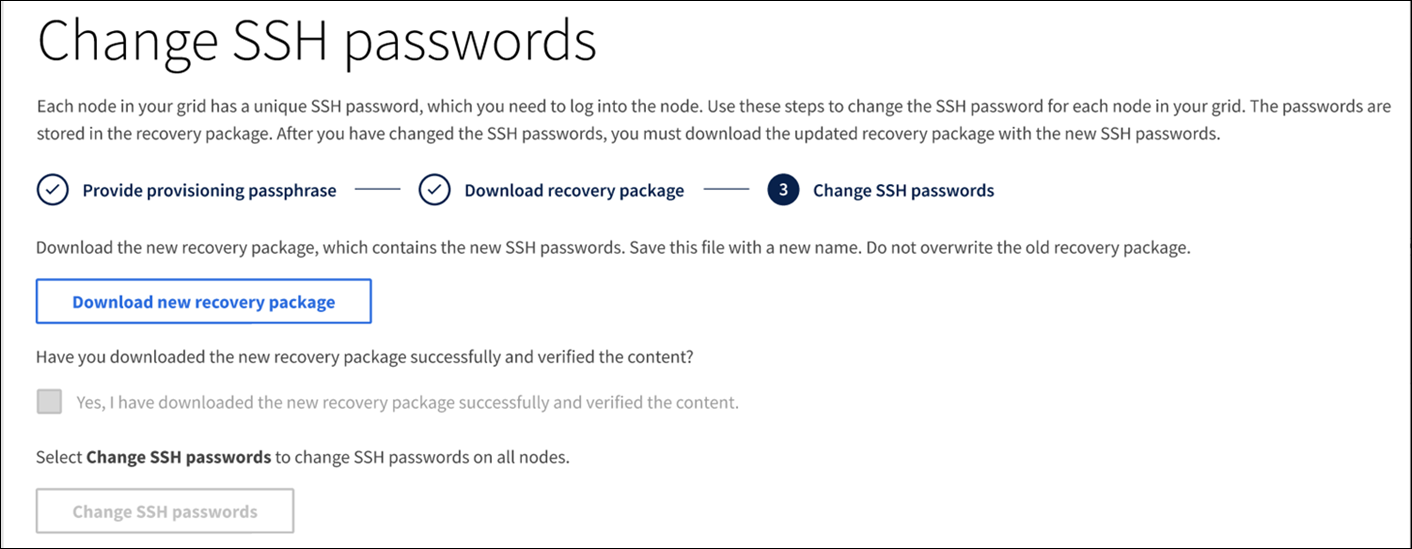 Change SSH passwords
Each node in your grid has a unique SSH password, which you need to log into the node. Use these steps to change the SSH password for each node in your grid. The passwords are
stored in the recovery package. After you have changed the SSH passwords, you must download the updated recovery package with the new SSH passwords.
Provide provisioning passphrase Download recovery package 3 Change SSH passwords
Download the new recovery package, which contains the new SSH passwords. Save this file with a new name. Do not overwrite the old recovery package.
Download new recovery package
Have you downloaded the new recovery package successfully and verified the content?
Yes, I have downloaded the new recovery package successfully and verified the content.
Select Change SSH passwords to change SSH passwords on all nodes.
Change SSH passwords